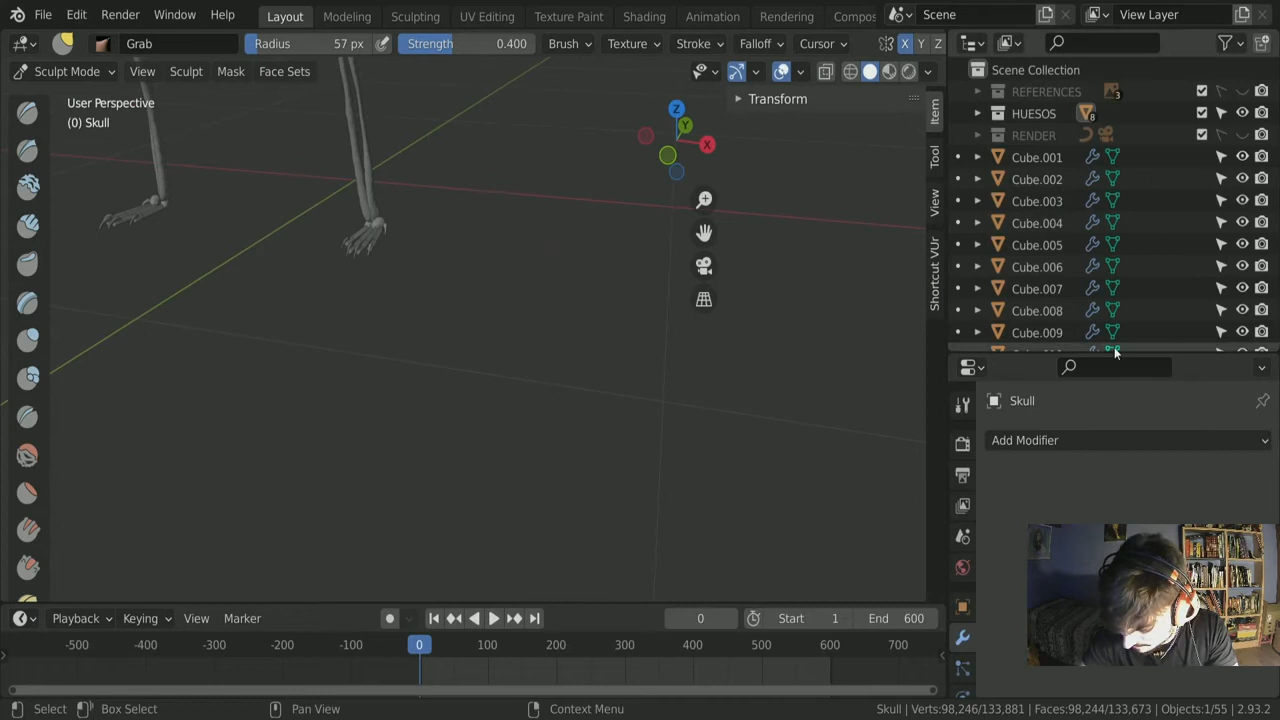 File Edit Render Window Help Layout Modeling Sculpting UV Editing Texture Paint Shading Animation Rendering Compos Scene View Layer
Grab Radius 57 px Strength 0.400 Brush Texture Stroke Falloff Cursor X Y Z
Sculpt Mode View Sculpt Mask Face Sets
Scene Collection
User Perspective
(0) Skull
Transform
Item
Tool
View
Shortcut VUr
Z
Y
X
REFERENCES 3
HUESOS 8
RENDER
Cube.001
Cube.002
Cube.003
Cube.004
Cube.005
Cube.006
Cube.007
Cube.008
Cube.009
Skull
Add Modifier
Playback Keying View Marker 0 Start 1 End 600
-500 -400 -300 -200 -100 0 100 200 300 400 500 600 700
Select Box Select Pan View Context Menu Skull | Verts:98,246/133,881 | Faces:98,244/133,673 | Objects:1/55 | 2.93.2